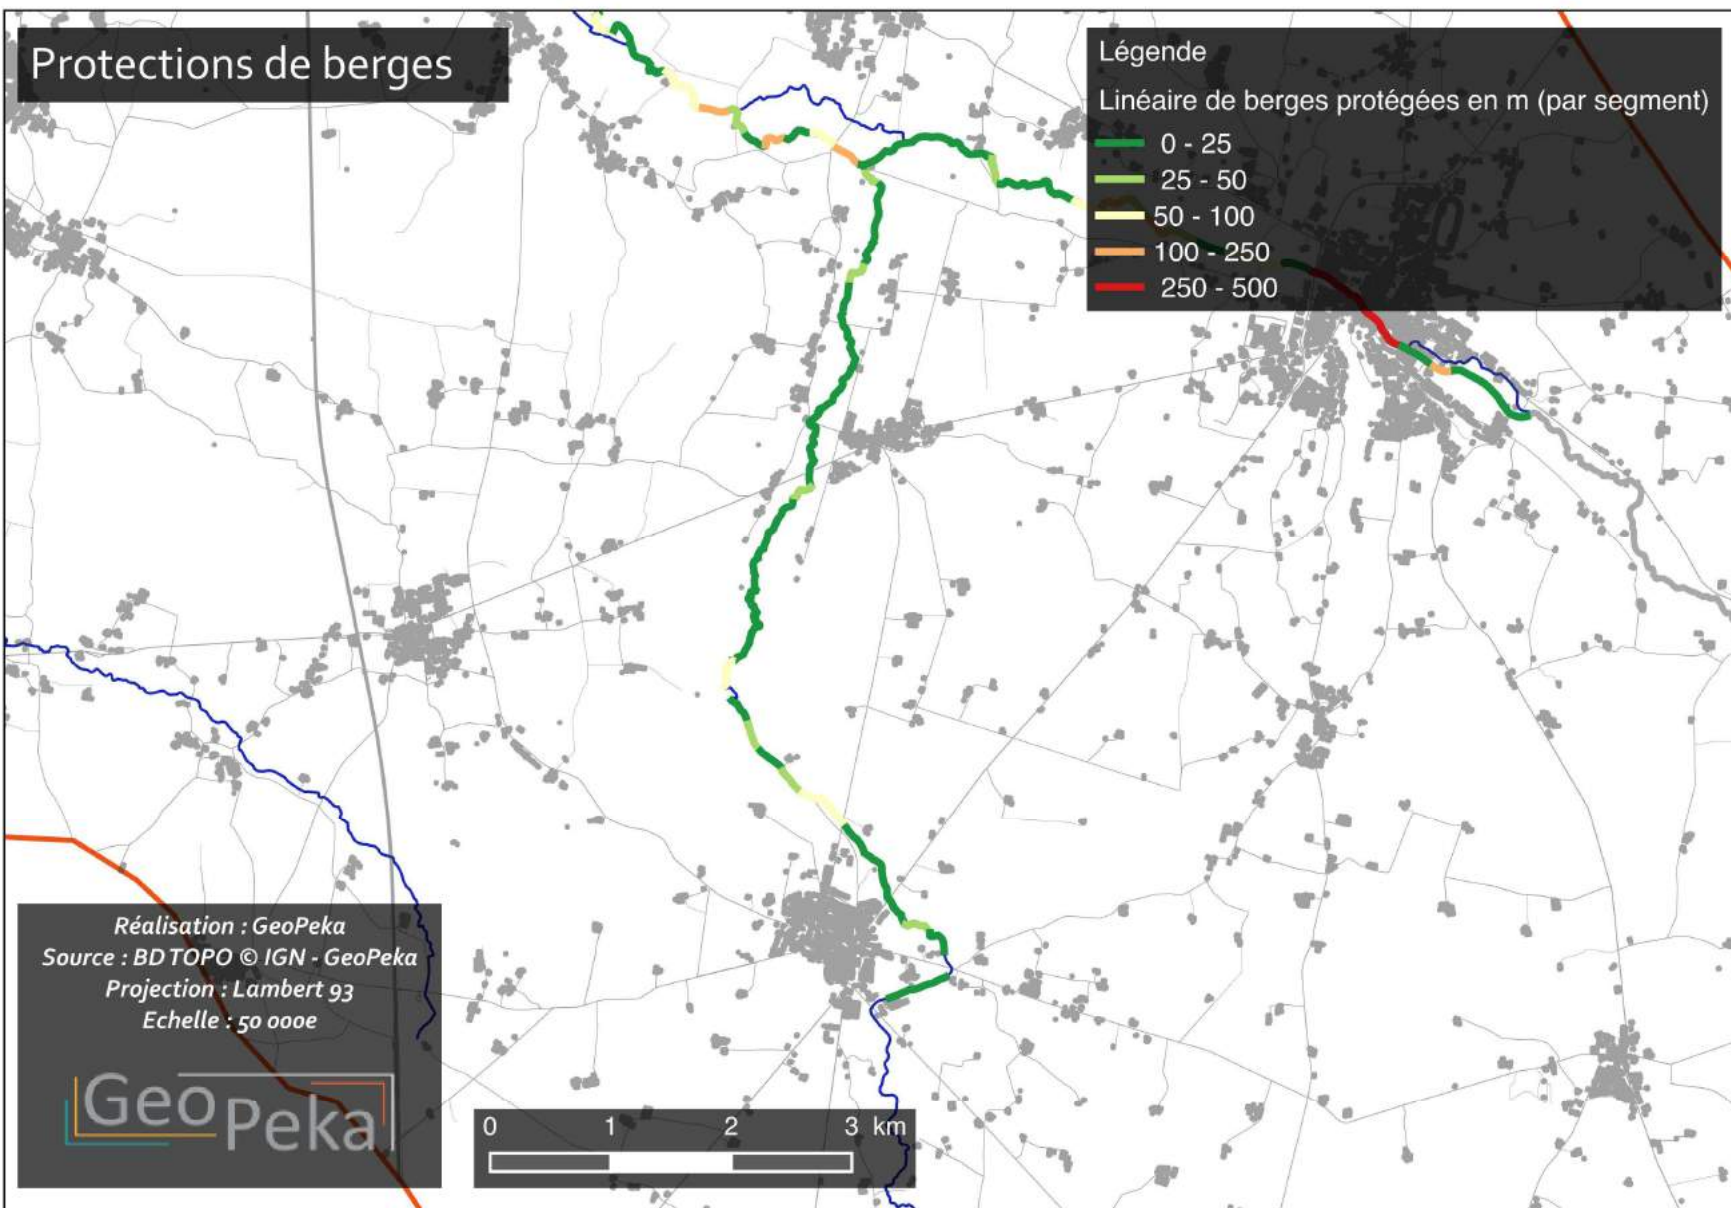 Protections de berges
Légende
Linéaire de berges protégées en m (par segment)
0 - 25
25 - 50
50 - 100
100 - 250
250 - 500
Réalisation : GeoPeka
Source : BD TOPO © IGN - GeoPeka
Projection : Lambert 93
Echelle : 50 000e
GeoPeka
0 1 2 3 km